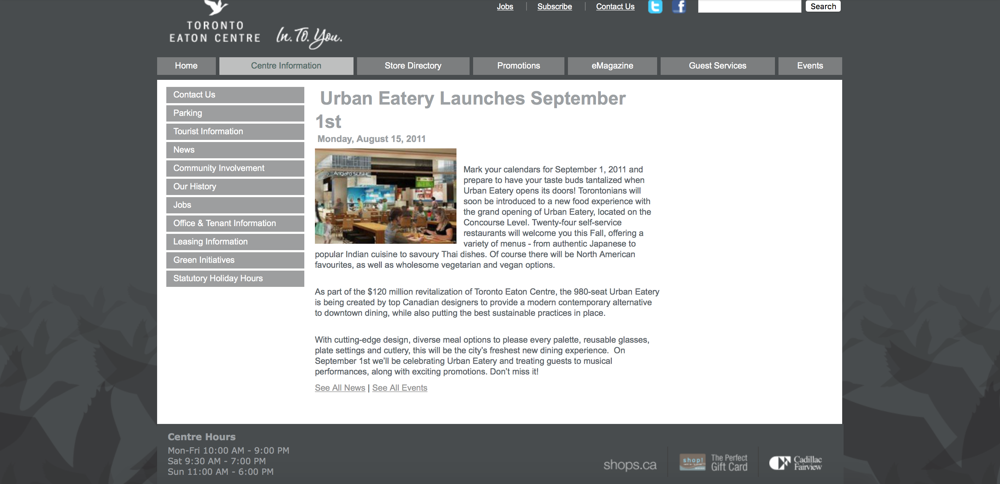 Jobs
Subscribe
Contact Us
Search
TORONTO
EATON CENTRE
In. To. You.
Home
Centre Information
Store Directory
Promotions
eMagazine
Guest Services
Events
Contact Us
Parking
Tourist Information
News
Community Involvement
Our History
Jobs
Office & Tenant Information
Leasing Information
Green Initiatives
Statutory Holiday Hours
Urban Eatery Launches September
1st
Monday, August 15, 2011
Arigato SUSHI
Mark your calendars for September 1, 2011 and
prepare to have your taste buds tantalized when
Urban Eatery opens its doors! Torontonians will
soon be introduced to a new food experience with
the grand opening of Urban Eatery, located on the
Concourse Level. Twenty-four self-service
restaurants will welcome you this Fall, offering a
variety of menus - from authentic Japanese to
popular Indian cuisine to savoury Thai dishes. Of course there will be North American
favourites, as well as wholesome vegetarian and vegan options.
As part of the $120 million revitalization of Toronto Eaton Centre, the 980-seat Urban Eatery
is being created by top Canadian designers to provide a modern contemporary alternative
to downtown dining, while also putting the best sustainable practices in place.
With cutting-edge design, diverse meal options to please every palette, reusable glasses,
plate settings and cutlery, this will be the city’s freshest new dining experience.  On
September 1st we’ll be celebrating Urban Eatery and treating guests to musical
performances, along with exciting promotions. Don’t miss it!
See All News | See All Events
Centre Hours
Mon-Fri 10:00 AM - 9:00 PM
Sat 9:30 AM - 7:00 PM
Sun 11:00 AM - 6:00 PM
shops.ca
shop!
The Perfect
Gift Card
Cadillac
Fairview